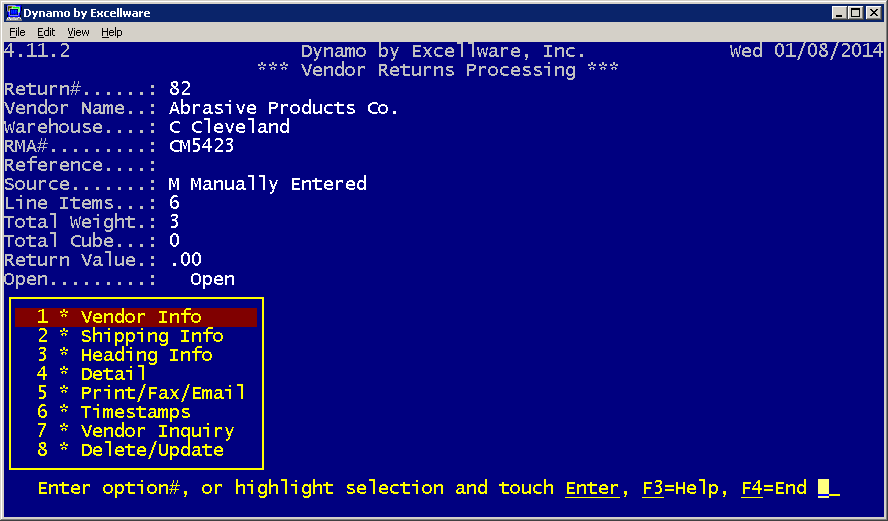 Dynamo by Excellware
File Edit View Help
4.11.2 Dynamo by Excellware, Inc. Wed 01/08/2014
*** Vendor Returns Processing ***
Return#......: 82
Vendor Name..: Abrasive Products Co.
Warehouse....: C Cleveland
RMA#.........: CM5423
Reference....:
Source.......: M Manually Entered
Line Items...: 6
Total Weight.: 3
Total Cube...: 0
Return Value.: .00
Open.........: Open
1 * Vendor Info
2 * Shipping Info
3 * Heading Info
4 * Detail
5 * Print/Fax/Email
6 * Timestamps
7 * Vendor Inquiry
8 * Delete/Update
Enter option#, or highlight selection and touch Enter, F3=Help, F4=End